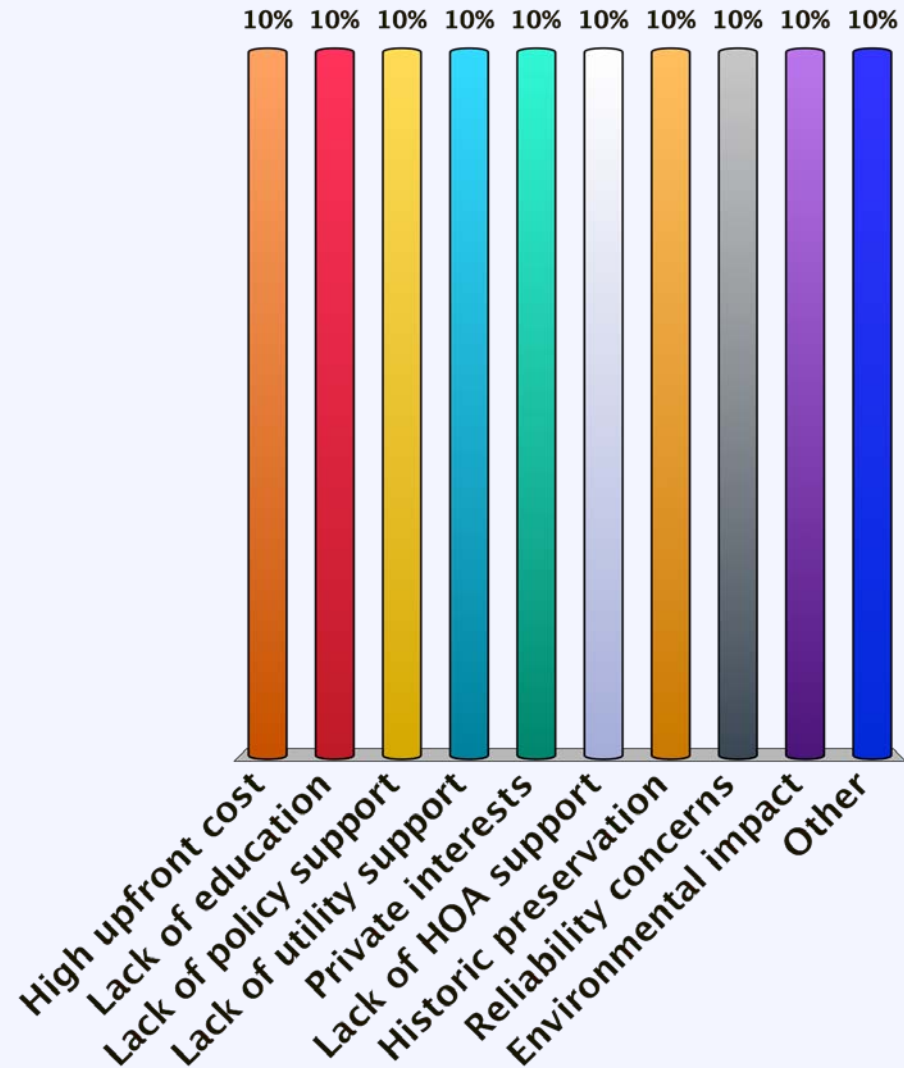 10% 10% 10% 10% 10% 10% 10% 10% 10% 10%
High upfront cost
Lack of education
Lack of policy support
Lack of utility support
Private interests
Lack of HOA support
Historic preservation
Reliability concerns
Environmental impact
Other